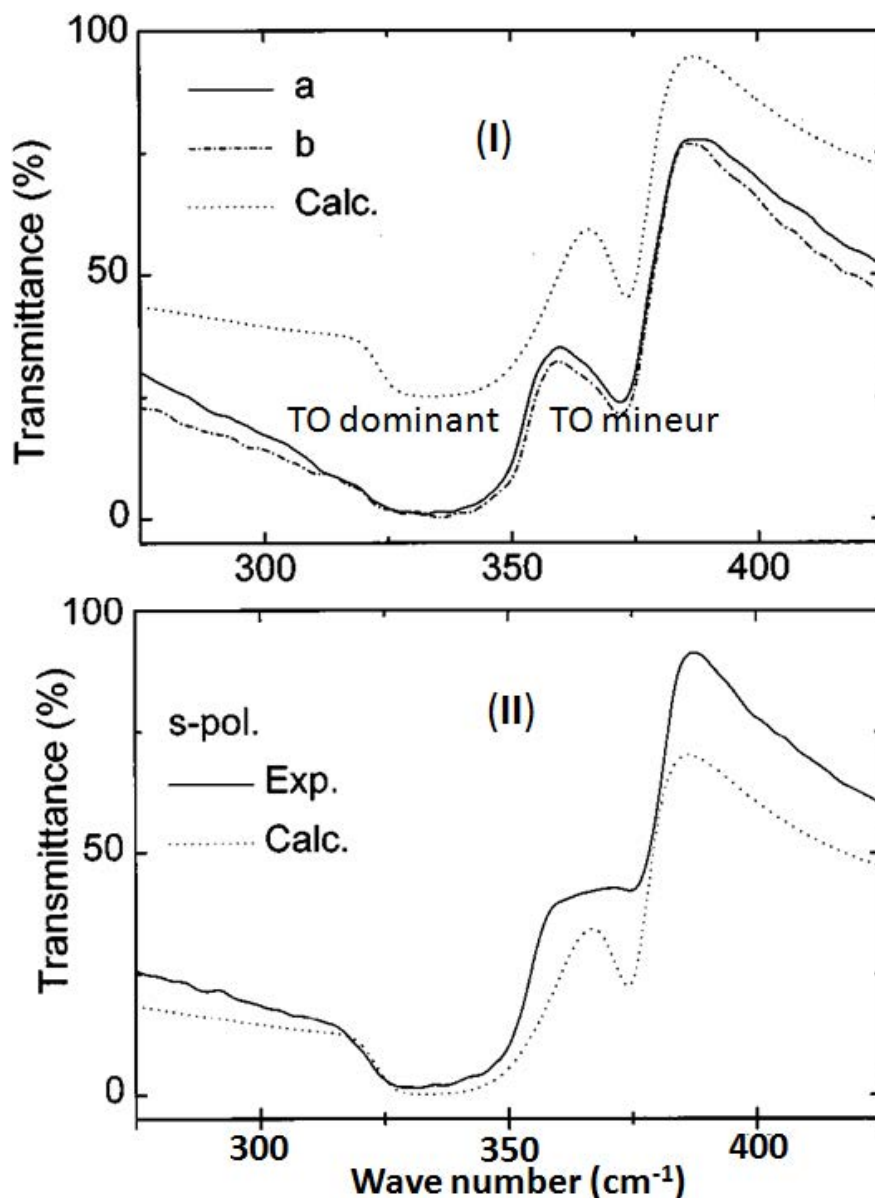 100
50
0
Transmittance (%)
a
b
Calc.
(I)
TO dominant
TO mineur
300
350
400
100
50
0
Transmittance (%)
s-pol.
Exp.
Calc.
(II)
300
350
400
Wave number (cm⁻¹)